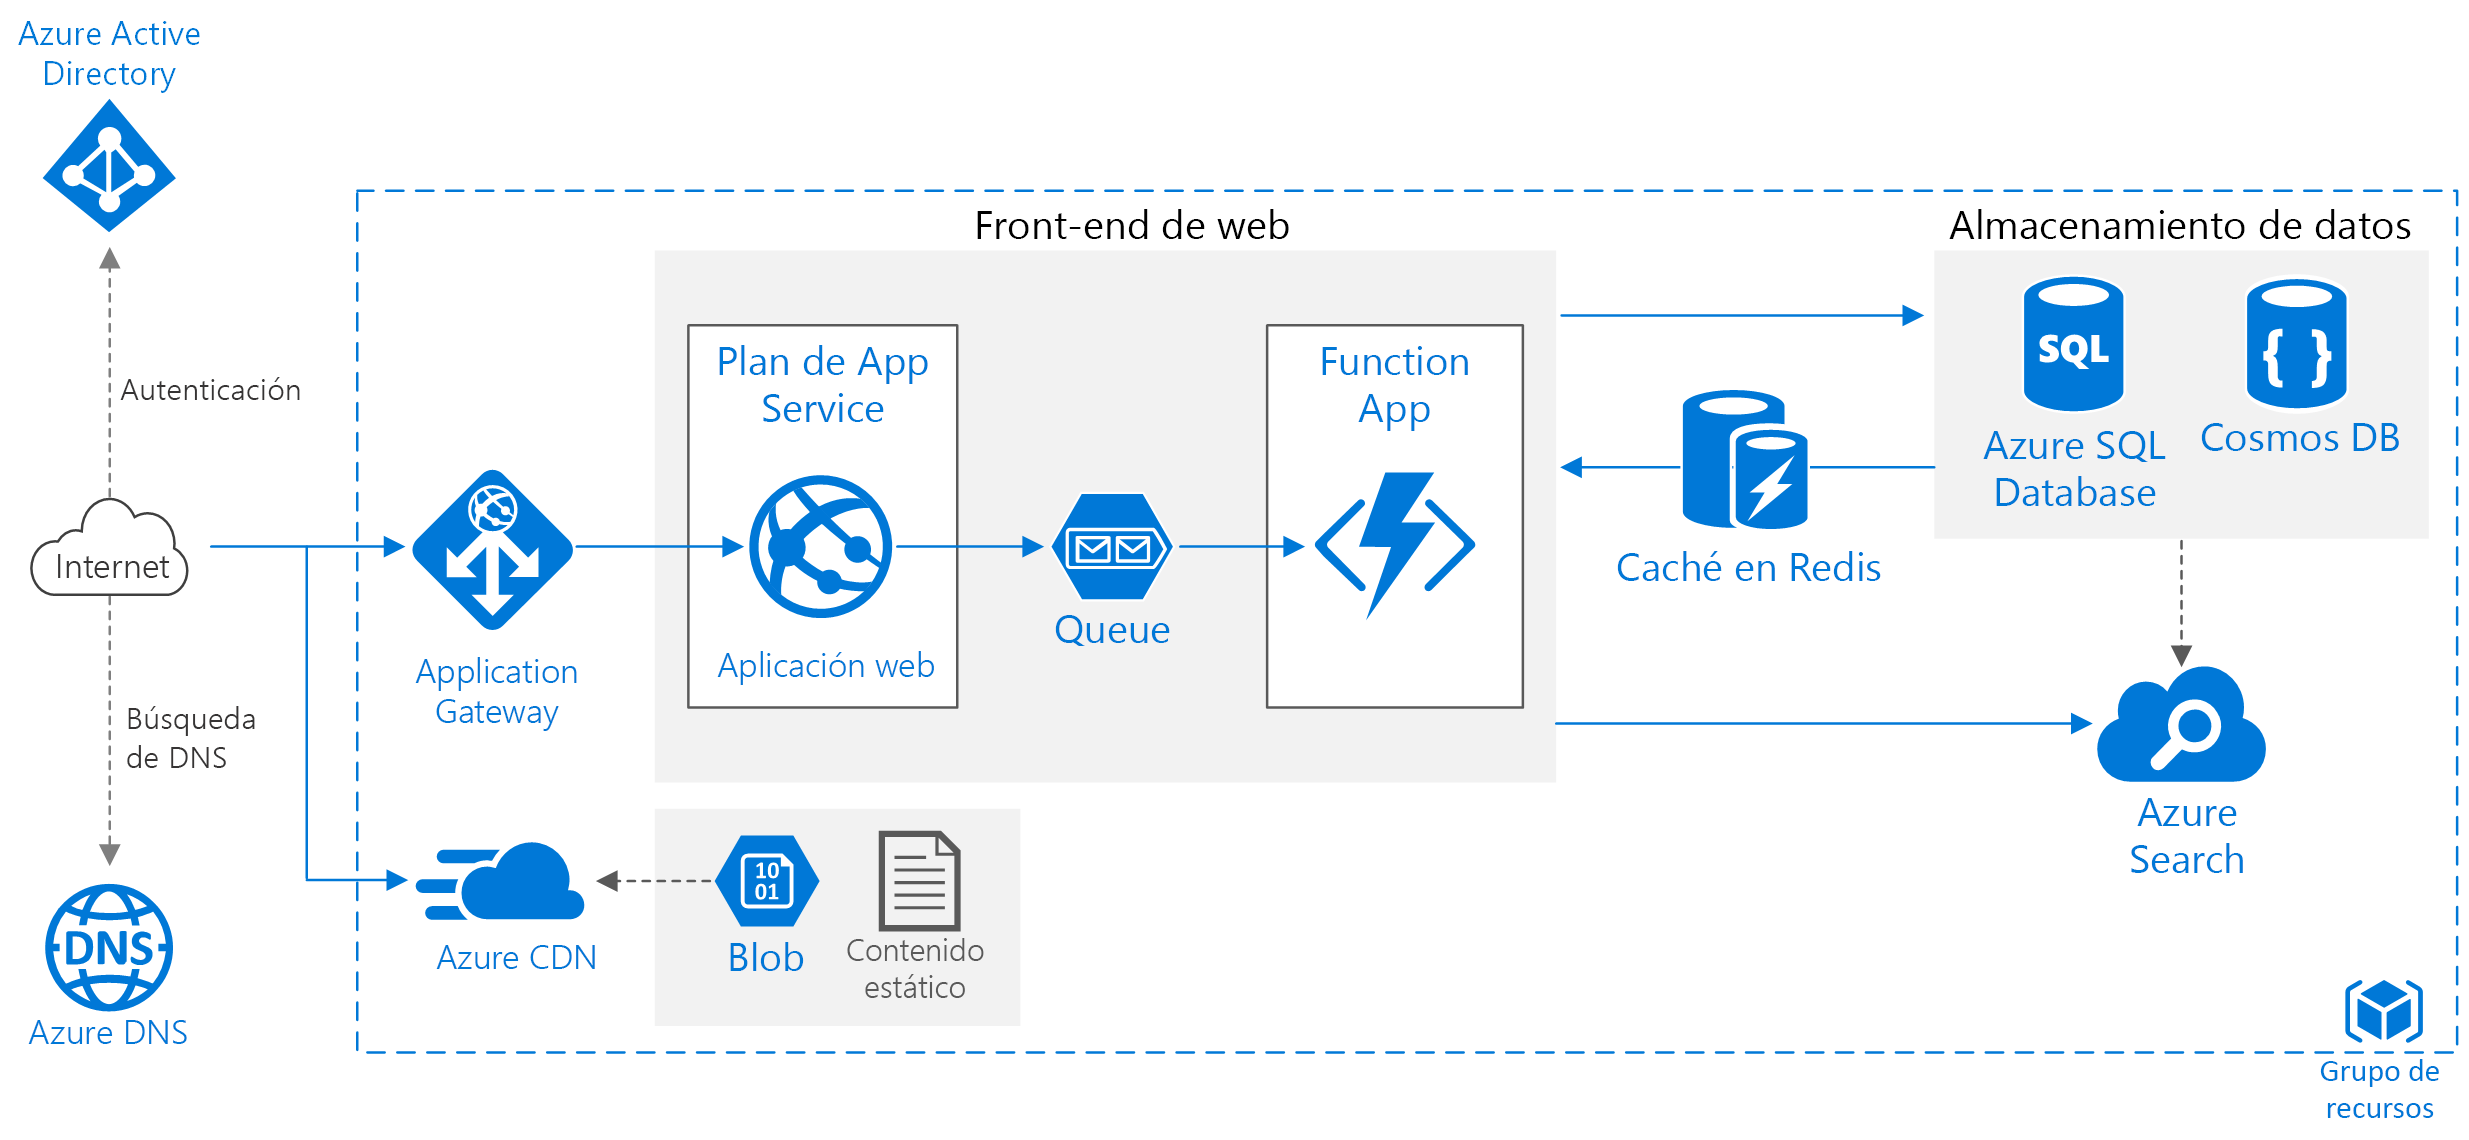 Azure Active
Directory
Autenticación
Internet
Búsqueda
de DNS
DNS
Azure DNS
Application
Gateway
Azure CDN
Front-end de web
Plan de App
Service
Aplicación web
Queue
Function
App
10
01
Blob
Contenido
estático
Caché en Redis
Almacenamiento de datos
SQL
Azure SQL
Database
{ }
Cosmos DB
Azure
Search
Grupo de
recursos